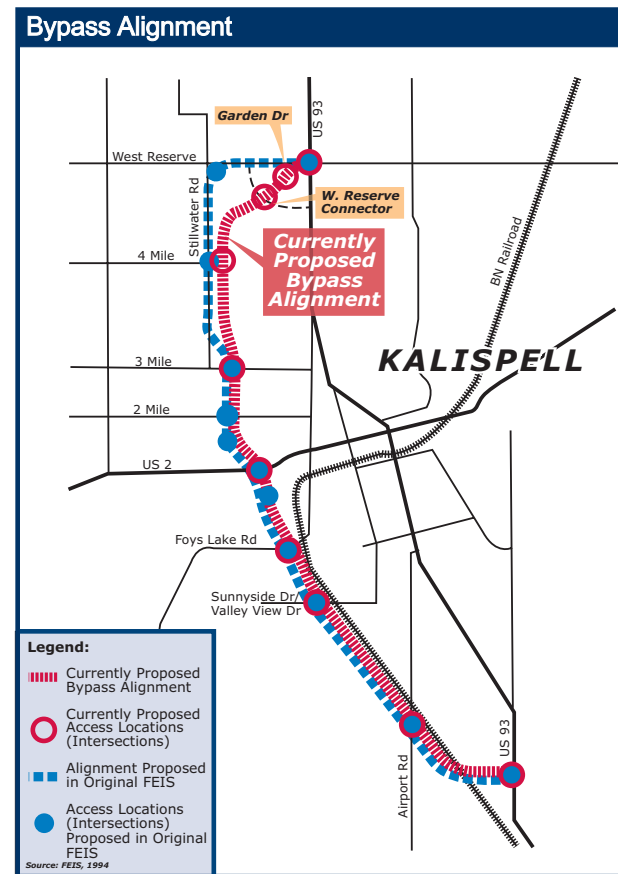 Bypass Alignment
Garden Dr
US 93
West Reserve
Stillwater Rd
W. Reserve
Connector
4 Mile
Currently
Proposed
Bypass
Alignment
BN Railroad
KALISPELL
3 Mile
2 Mile
US 2
Foys Lake Rd
Sunnyside Dr/
Valley View Dr
Airport Rd
US 93
Legend:
Currently Proposed
Bypass Alignment
Currently Proposed
Access Locations
(Intersections)
Alignment Proposed
in Original FEIS
Access Locations
(Intersections)
Proposed in Original
FEIS
Source: FEIS, 1994